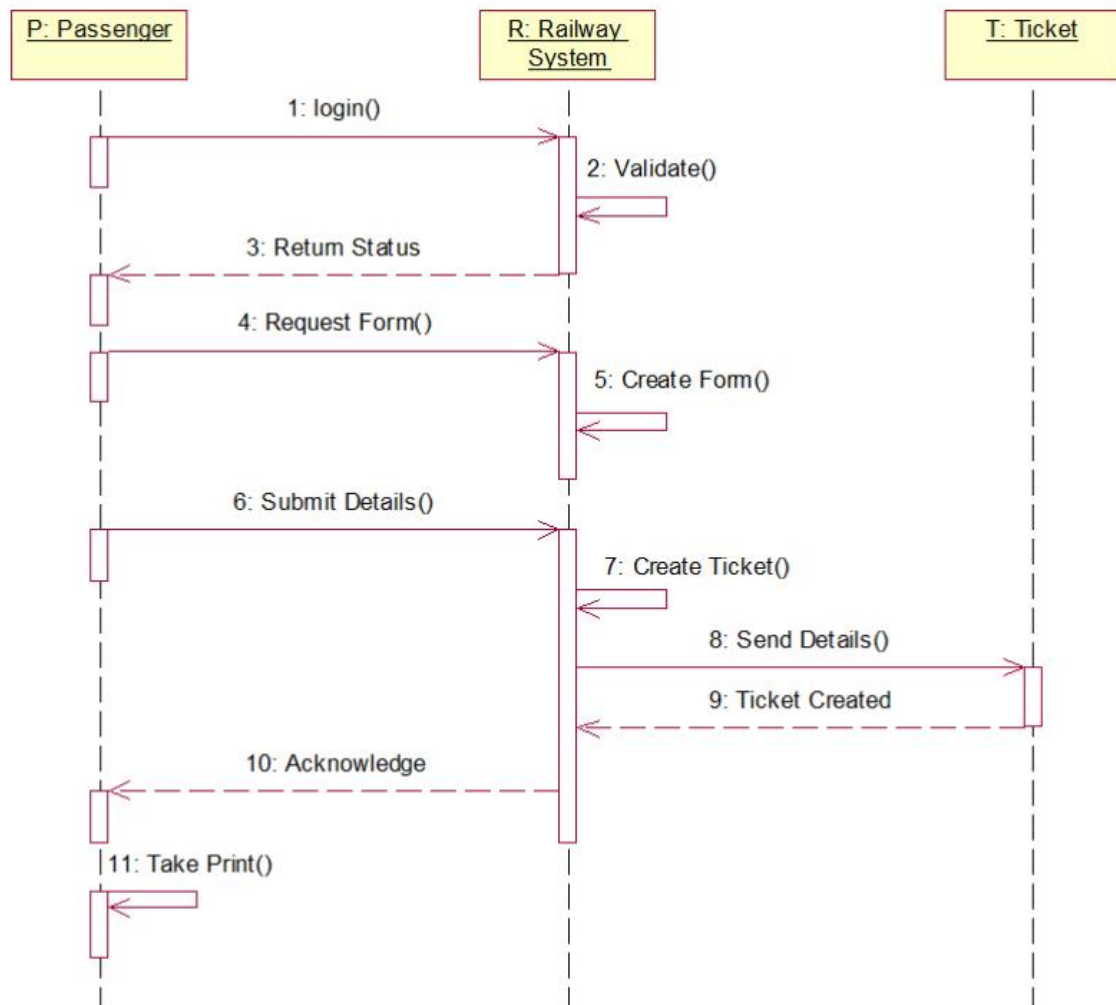 P: Passenger
R: Railway
System
T: Ticket
1: login()
2: Validate()
3: Return Status
4: Request Form()
5: Create Form()
6: Submit Details()
7: Create Ticket()
8: Send Details()
9: Ticket Created
10: Acknowledge
11: Take Print()